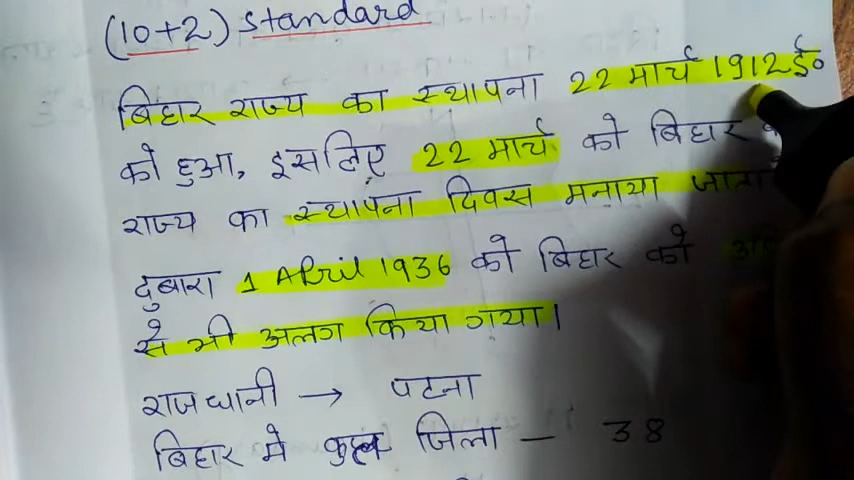 (10+2) standard
बिहार राज्य का स्थापना 22 मार्च 1912 ई०
को हुआ, इसलिए 22 मार्च को बिहार
राज्य का स्थापना दिवस मनाया जाता
दुबारा 1 April 1936 को बिहार को
से भी अलग किया गया।
राजधानी → पटना
बिहार मे कुल जिला — 38